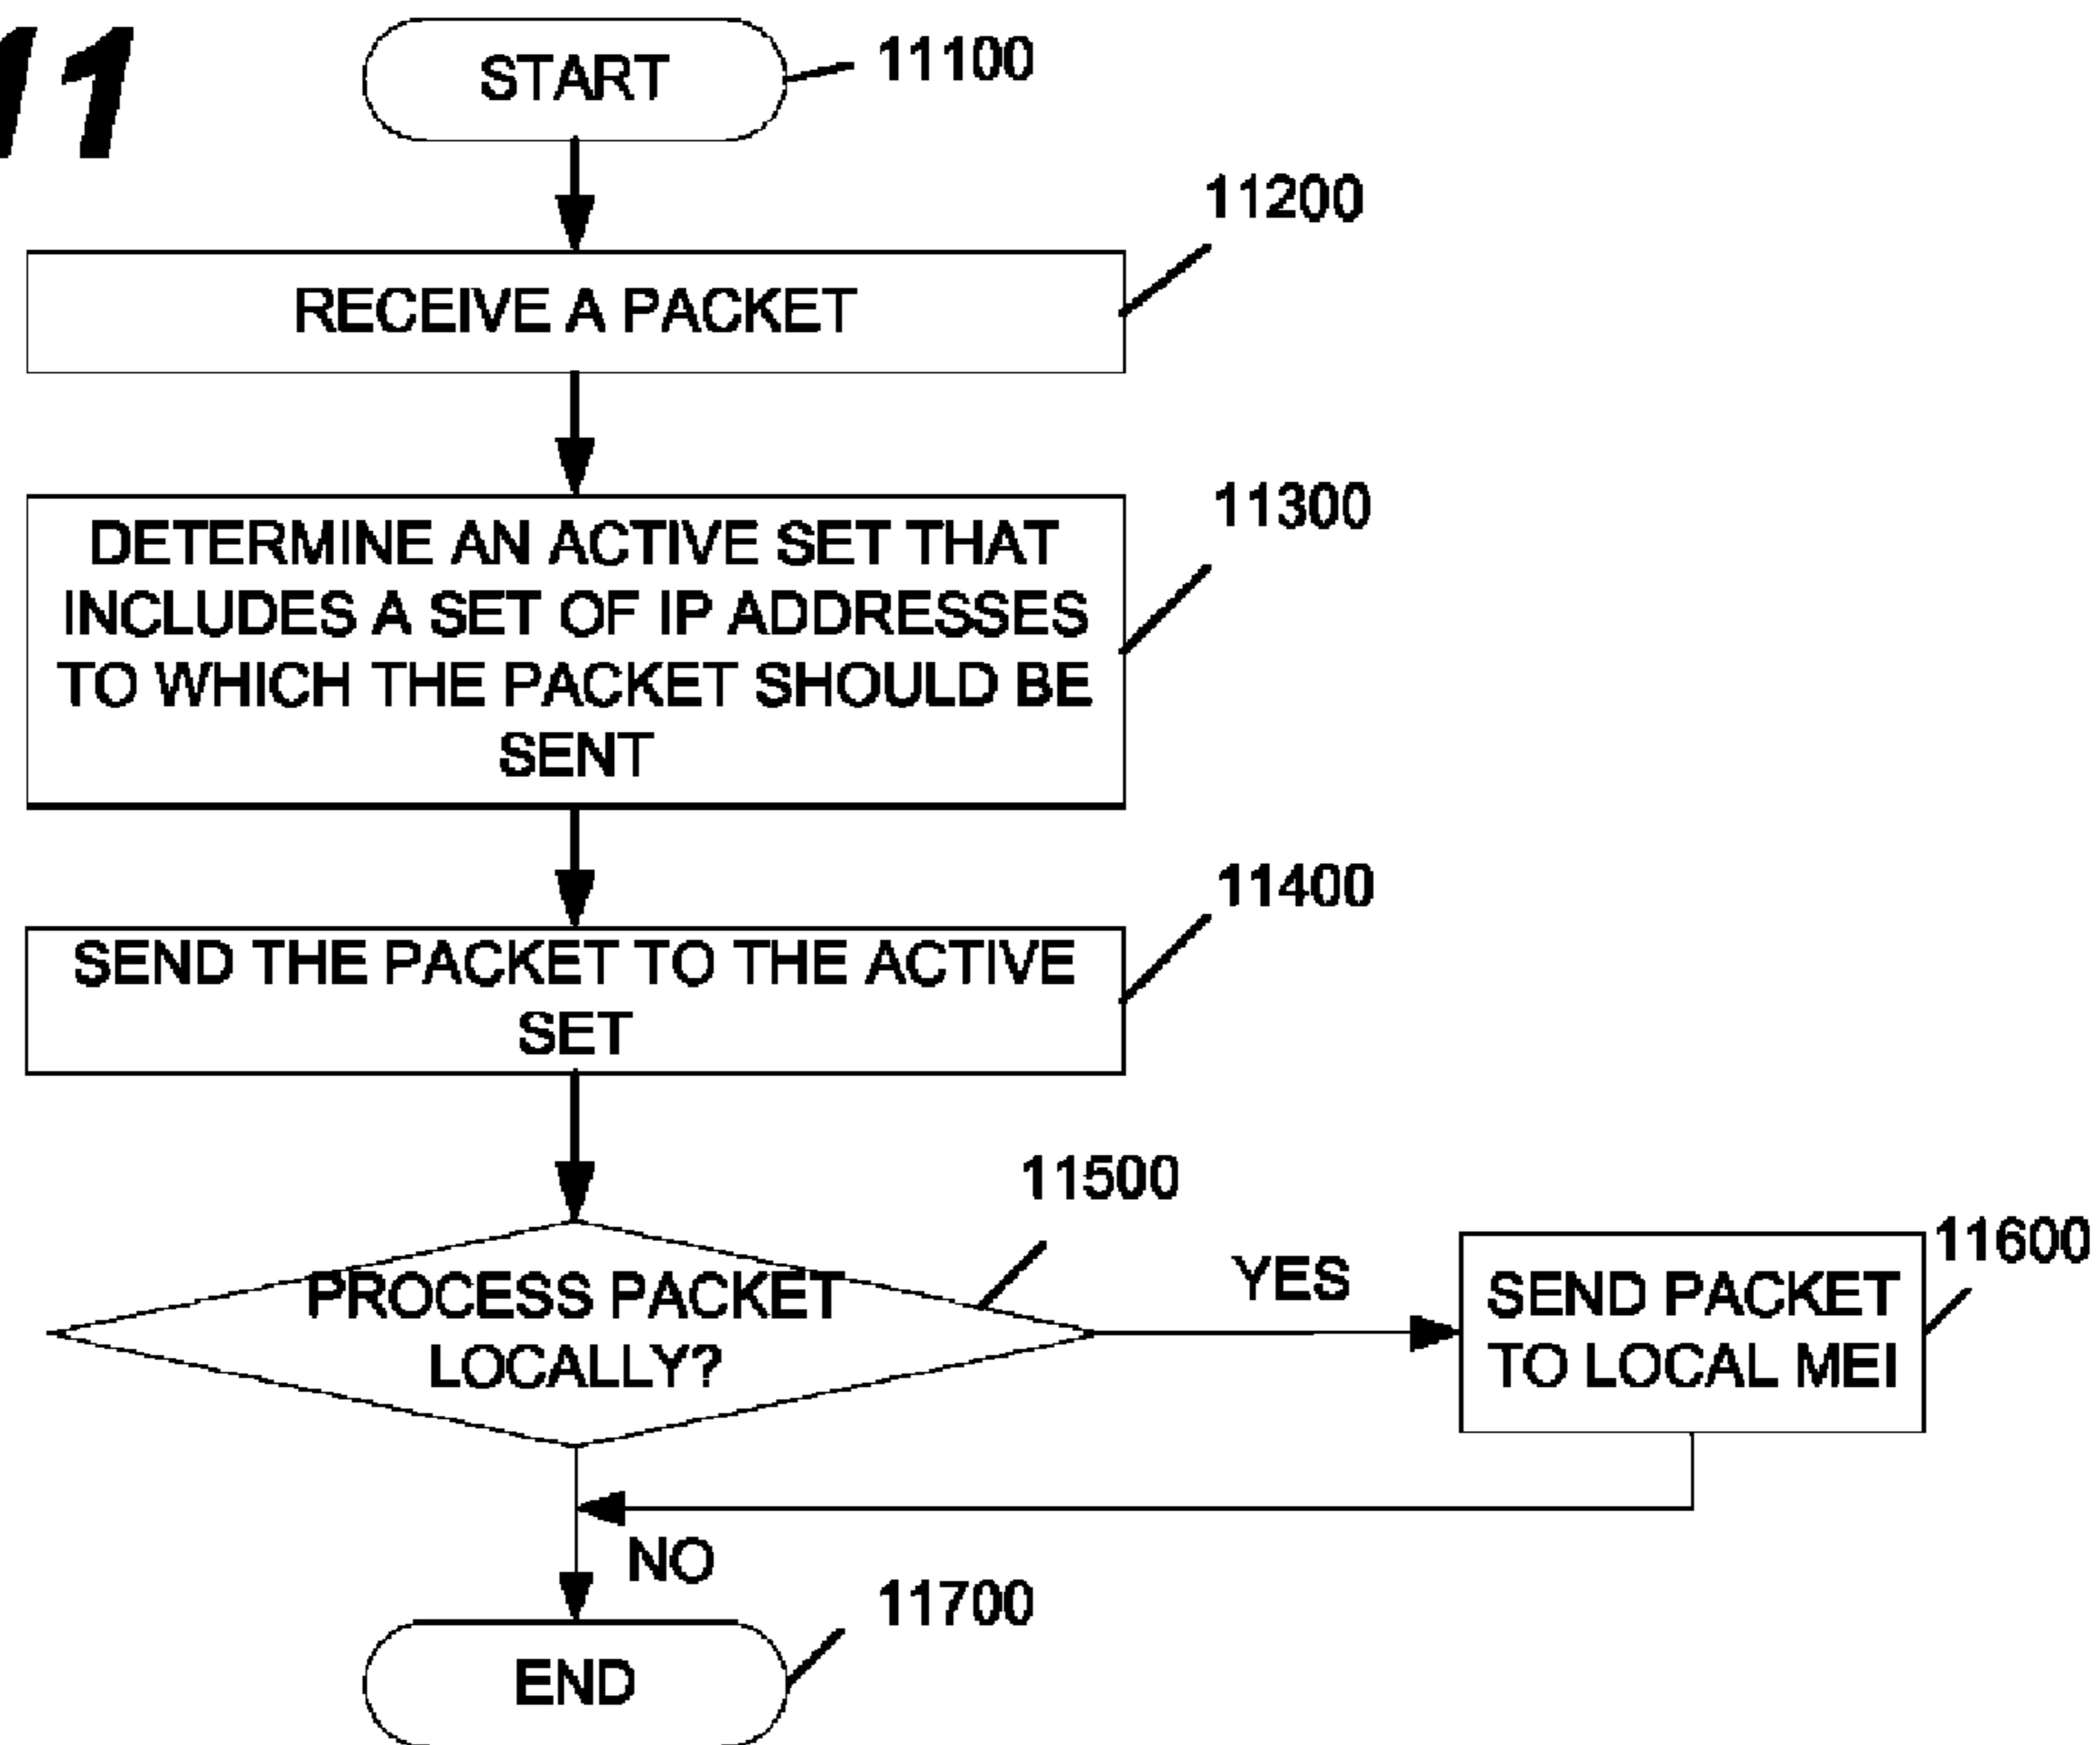 11
START
11100
11200
RECEIVE A PACKET
11300
DETERMINE AN ACTIVE SET THAT
INCLUDES A SET OF IP ADDRESSES
TO WHICH THE PACKET SHOULD BE
SENT
11400
SEND THE PACKET TO THE ACTIVE
SET
11500
PROCESS PACKET
LOCALLY?
YES
11600
SEND PACKET
TO LOCAL MEI
NO
11700
END